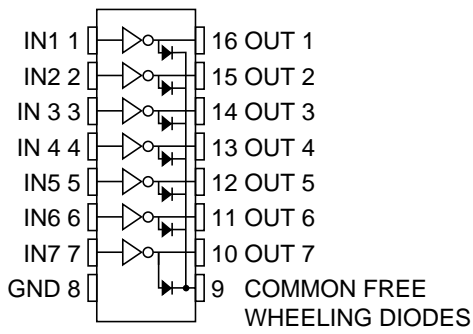 IN1 1 16 OUT 1
IN2 2 15 OUT 2
IN 3 3 14 OUT 3
IN 4 4 13 OUT 4
IN5 5 12 OUT 5
IN6 6 11 OUT 6
IN7 7 10 OUT 7
GND 8 9 COMMON FREE
WHEELING DIODES